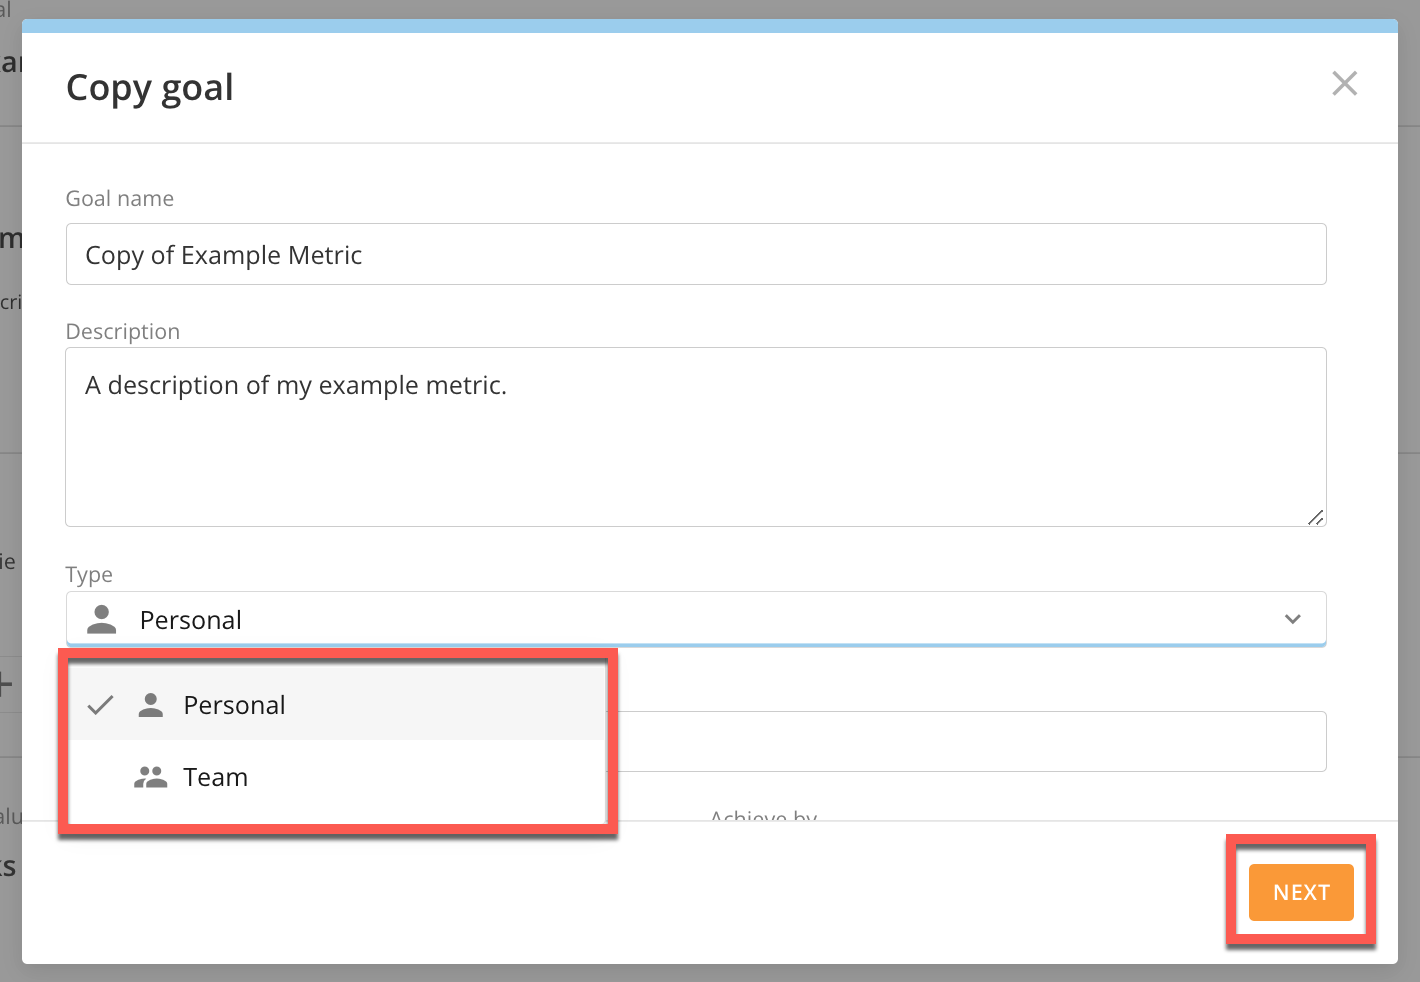 Copy goal
Goal name
Copy of Example Metric
Description
A description of my example metric.
Type
Personal
Personal
Team
Achieve by
NEXT